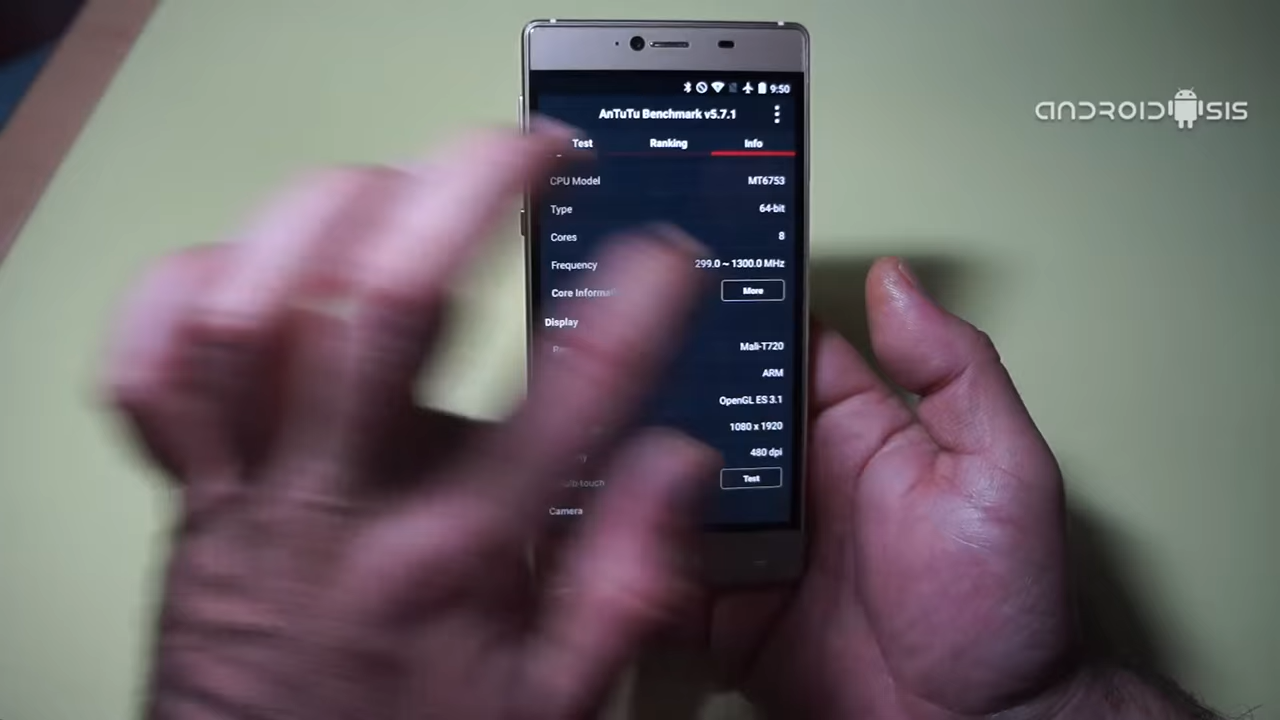 ANDROIDSIS
9:50
AnTuTu Benchmark v5.7.1
Test Ranking Info
CPU Model MT6753
Type 64-bit
Cores 8
Frequency 299.0 ~ 1300.0 MHz
Core More
Display
Mali-T720
ARM
OpenGL ES 3.1
1080 x 1920
480 dpi
Test
Camera